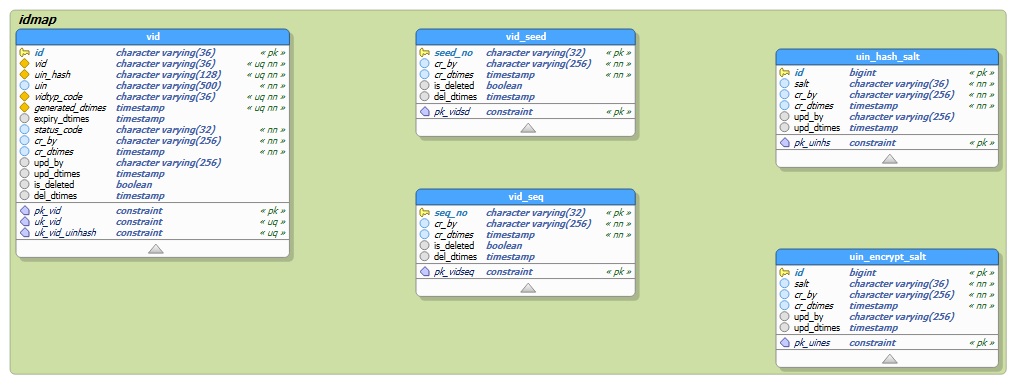 idmap
vid
id character varying(36) « pk »
vid character varying(36) « uq nn »
uin_hash character varying(128) « uq nn »
uin character varying(500) « nn »
vidtyp_code character varying(36) « uq nn »
generated_dtimes timestamp « uq nn »
expiry_dtimes timestamp
status_code character varying(32) « nn »
cr_by character varying(256) « nn »
cr_dtimes timestamp « nn »
upd_by character varying(256)
upd_dtimes timestamp
is_deleted boolean
del_dtimes timestamp
pk_vid constraint « pk »
uk_vid constraint « uq »
uk_vid_uinhash constraint « uq »
vid_seed
seed_no character varying(32) « pk »
cr_by character varying(256) « nn »
cr_dtimes timestamp « nn »
is_deleted boolean
del_dtimes timestamp
pk_vidsd constraint « pk »
vid_seq
seq_no character varying(32) « pk »
cr_by character varying(256) « nn »
cr_dtimes timestamp « nn »
is_deleted boolean
del_dtimes timestamp
pk_vidseq constraint « pk »
uin_hash_salt
id bigint « pk »
salt character varying(36) « nn »
cr_by character varying(256) « nn »
cr_dtimes timestamp « nn »
upd_by character varying(256)
upd_dtimes timestamp
pk_uinhs constraint « pk »
uin_encrypt_salt
id bigint « pk »
salt character varying(36) « nn »
cr_by character varying(256) « nn »
cr_dtimes timestamp « nn »
upd_by character varying(256)
upd_dtimes timestamp
pk_uines constraint « pk »